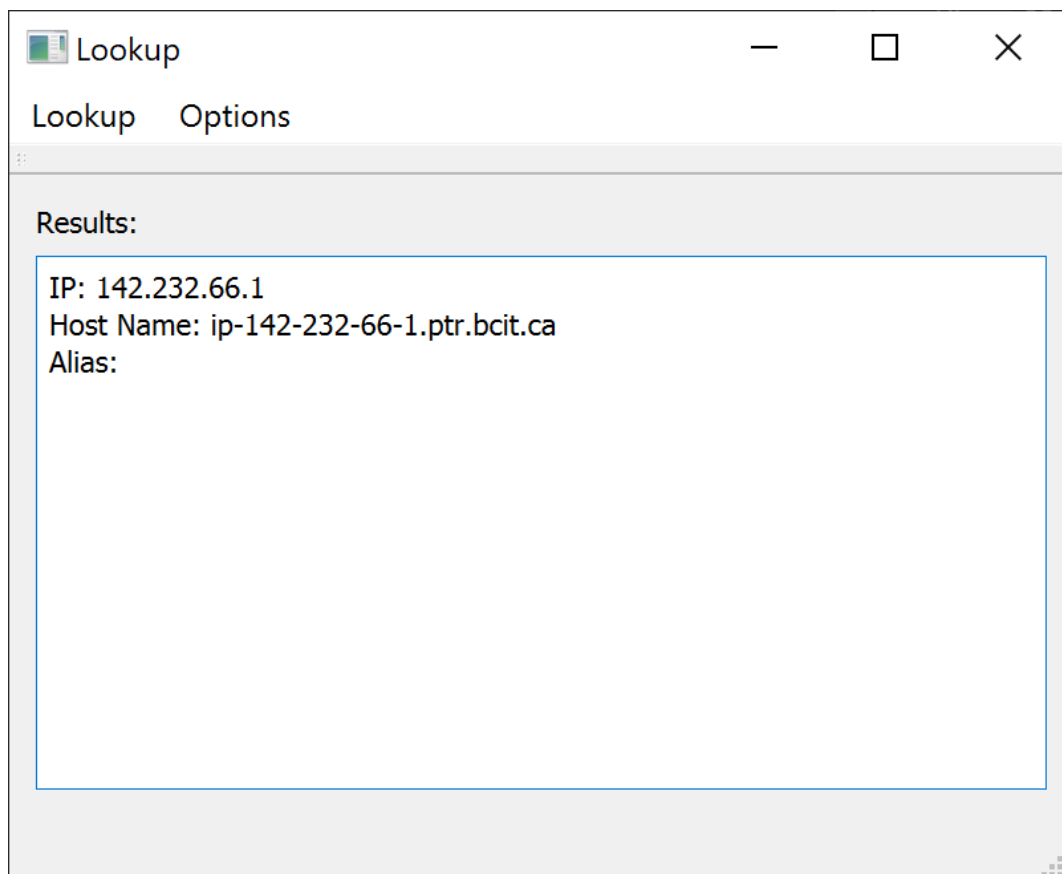 Lookup
Lookup Options
Results:
IP: 142.232.66.1
Host Name: ip-142-232-66-1.ptr.bcit.ca
Alias: